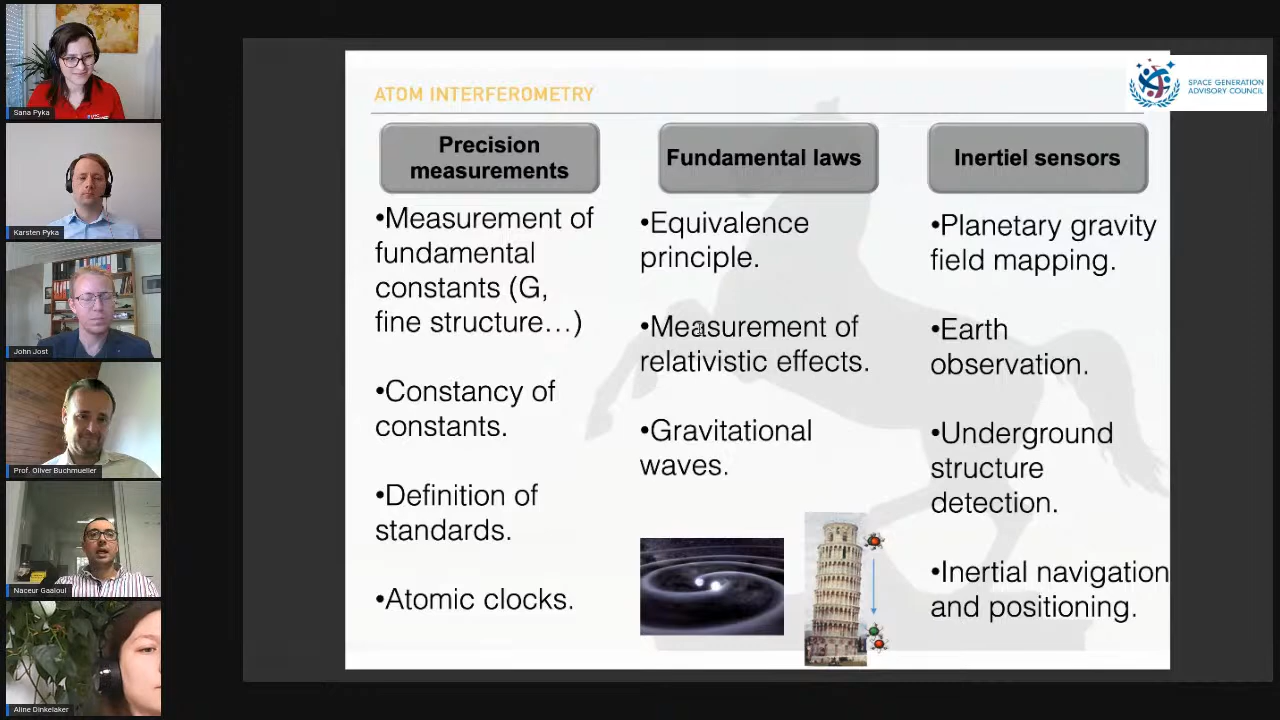 Sana Pyka
Karsten Pyka
John Jost
Prof. Oliver Buchmueller
Naceur Gaaloul
Aline Dinkelaker
ATOM INTERFEROMETRY
SPACE GENERATION
ADVISORY COUNCIL
Precision
measurements
•Measurement of
fundamental
constants (G,
fine structure…)
•Constancy of
constants.
•Definition of
standards.
•Atomic clocks.
Fundamental laws
•Equivalence
principle.
•Measurement of
relativistic effects.
•Gravitational
waves.
Inertiel sensors
•Planetary gravity
field mapping.
•Earth
observation.
•Underground
structure
detection.
•Inertial navigation
and positioning.